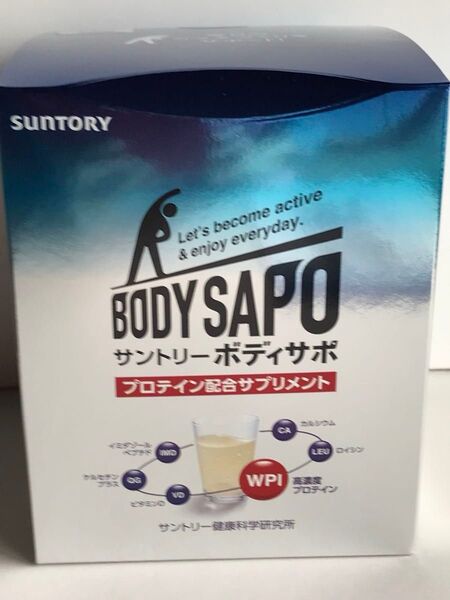 SUNTORY
Let's become active
& enjoy everyday.
BODY SAPO
サントリー ボディサポ
プロテイン配合サプリメント
CA カルシウム
イミダゾール
ペプチド IMD
LEU ロイシン
ケルセチン
プラス QG
WPI 高濃度
プロテイン
VD
ビタミンD
サントリー健康科学研究所